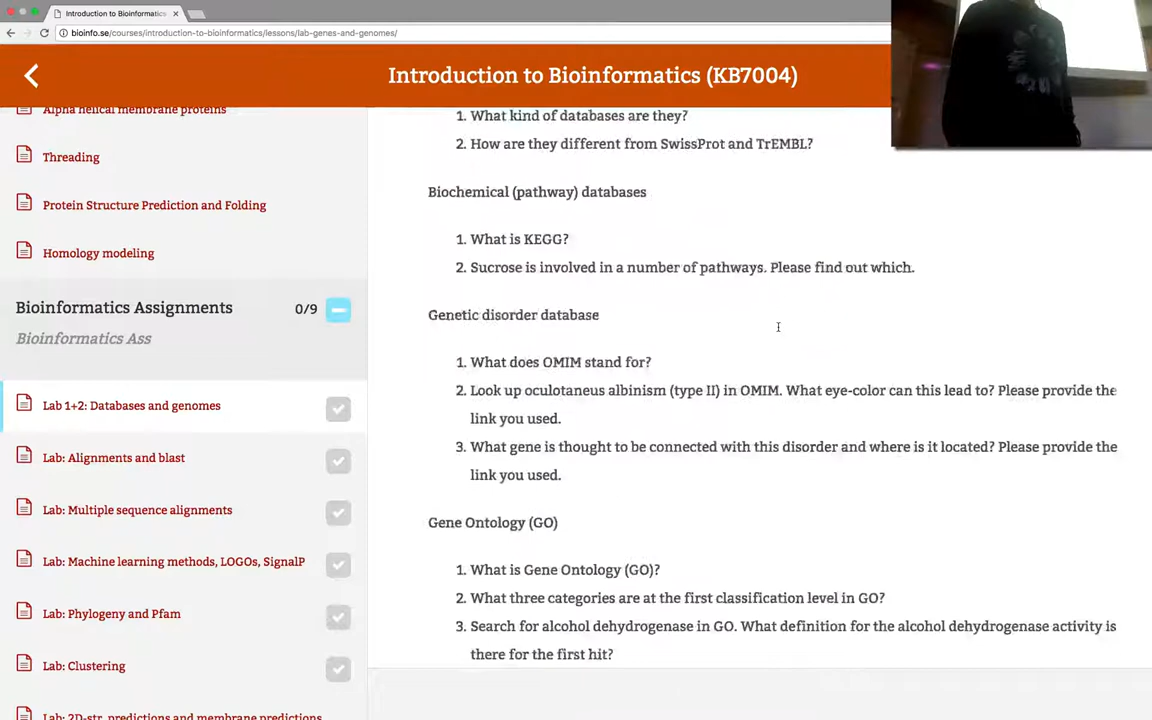 Introduction to Bioinformatics
bioinfo.se/courses/introduction-to-bioinformatics/lessons/lab-genes-and-genomes/
Introduction to Bioinformatics (KB7004)
Alpha helical membrane proteins
Threading
Protein Structure Prediction and Folding
Homology modeling
Bioinformatics Assignments 0/9
Bioinformatics Ass
Lab 1+2: Databases and genomes
Lab: Alignments and blast
Lab: Multiple sequence alignments
Lab: Machine learning methods, LOGOs, SignalP
Lab: Phylogeny and Pfam
Lab: Clustering
Lab: 2D-str. predictions and membrane predictions
1. What kind of databases are they?
2. How are they different from SwissProt and TrEMBL?
Biochemical (pathway) databases
1. What is KEGG?
2. Sucrose is involved in a number of pathways. Please find out which.
Genetic disorder database
1. What does OMIM stand for?
2. Look up oculotaneus albinism (type II) in OMIM. What eye-color can this lead to? Please provide the
link you used.
3. What gene is thought to be connected with this disorder and where is it located? Please provide the
link you used.
Gene Ontology (GO)
1. What is Gene Ontology (GO)?
2. What three categories are at the first classification level in GO?
3. Search for alcohol dehydrogenase in GO. What definition for the alcohol dehydrogenase activity is
there for the first hit?